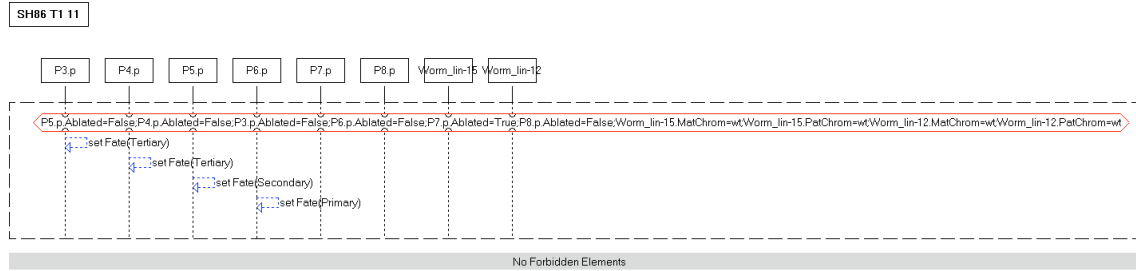 SH86 T1 11
P3.p P4.p P5.p P6.p P7.p P8.p Worm_lin-15 Worm_lin-12
P5.p.Ablated=False;P4.p.Ablated=False;P3.p.Ablated=False;P6.p.Ablated=False;P7.p.Ablated=True;P8.p.Ablated=False;Worm_lin-15.MatChrom=wt;Worm_lin-15.PatChrom=wt;Worm_lin-12.MatChrom=wt;Worm_lin-12.PatChrom=wt
set Fate(Tertiary)
set Fate(Tertiary)
set Fate(Secondary)
set Fate(Primary)
No Forbidden Elements